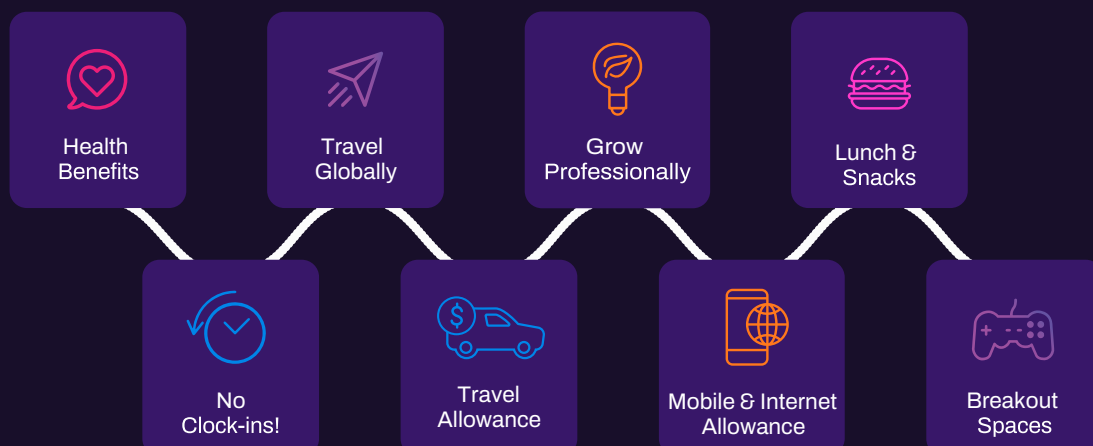 Health
Benefits
Travel
Globally
Grow
Professionally
Lunch &
Snacks
$
No
Clock-ins!
Travel
Allowance
Mobile & Internet
Allowance
Breakout
Spaces